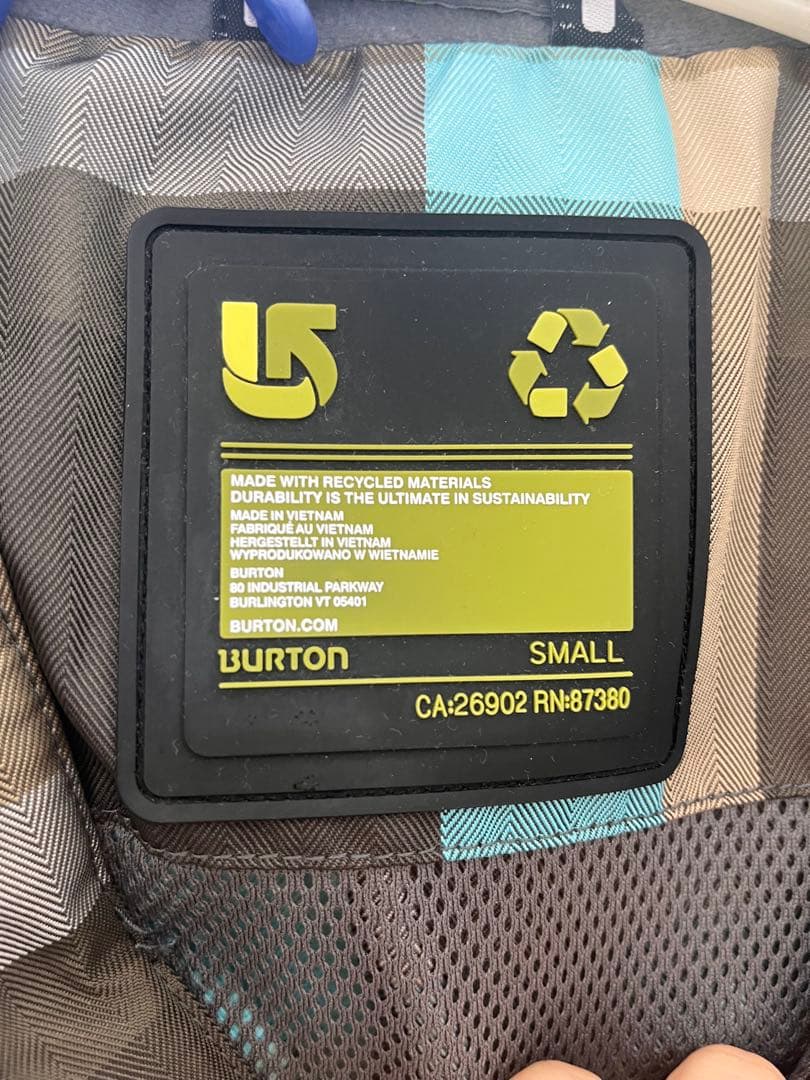 MADE WITH RECYCLED MATERIALS
DURABILITY IS THE ULTIMATE IN SUSTAINABILITY
MADE IN VIETNAM
FABRIQUÉ AU VIETNAM
HERGESTELLT IN VIETNAM
WYPRODUKOWANO W WIETNAMIE
BURTON
80 INDUSTRIAL PARKWAY
BURLINGTON VT 05401
BURTON.COM
BURTON SMALL
CA:26902 RN:87380